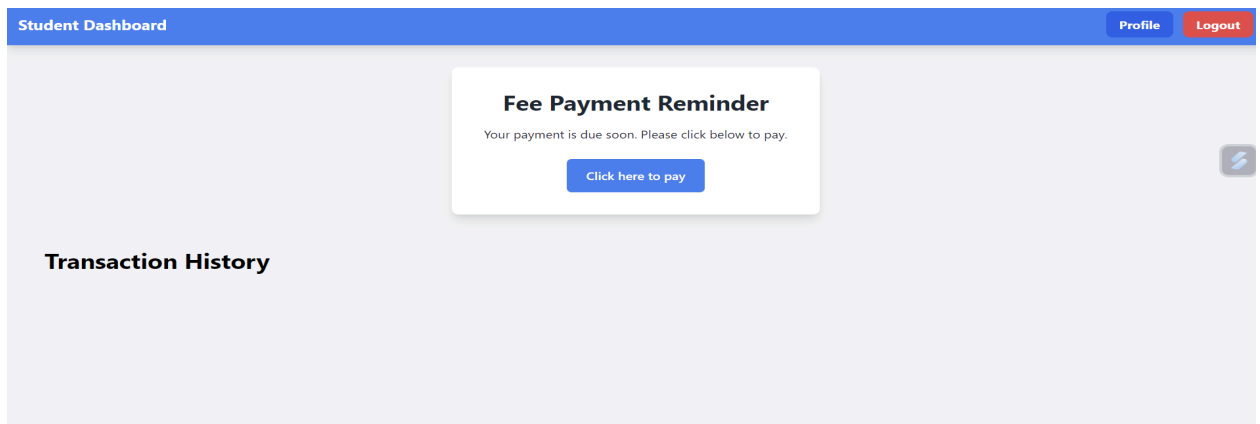 Student Dashboard
Profile
Logout
Fee Payment Reminder
Your payment is due soon. Please click below to pay.
Click here to pay
Transaction History